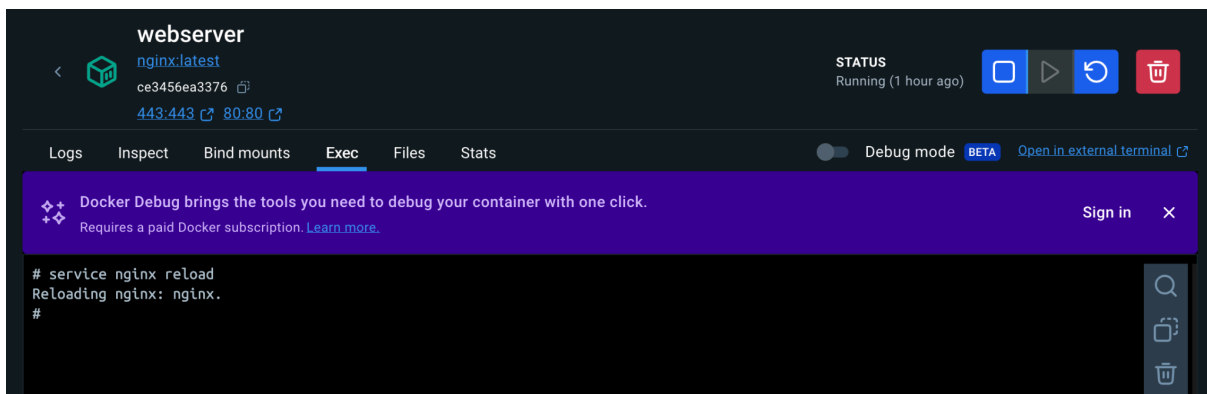 webserver
nginx:latest
ce3456ea3376
443:443 80:80
STATUS
Running (1 hour ago)
Logs Inspect Bind mounts Exec Files Stats
Debug mode BETA Open in external terminal
Docker Debug brings the tools you need to debug your container with one click.
Requires a paid Docker subscription. Learn more.
Sign in
# service nginx reload
Reloading nginx: nginx.
#